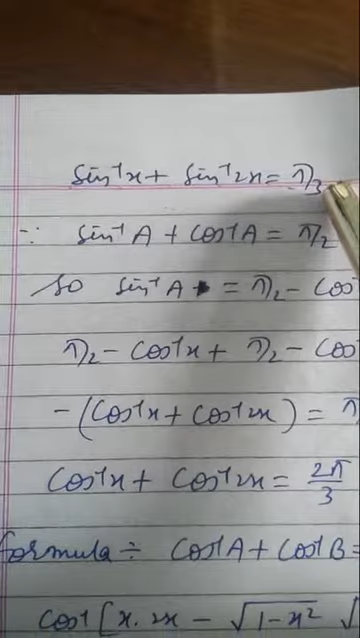 sin⁻¹x + sin⁻¹2x = π/3
∵ sin⁻¹A + cos⁻¹A = π/2
so sin⁻¹A = π/2 - cos
π/2 - cos⁻¹x + π/2 - cos
-(cos⁻¹x + cos⁻¹2x) = π
cos⁻¹x + cos⁻¹2x = 2π/3
formula ÷ cos⁻¹A + cos⁻¹B =
cos⁻¹[x·2x - √1-x² √